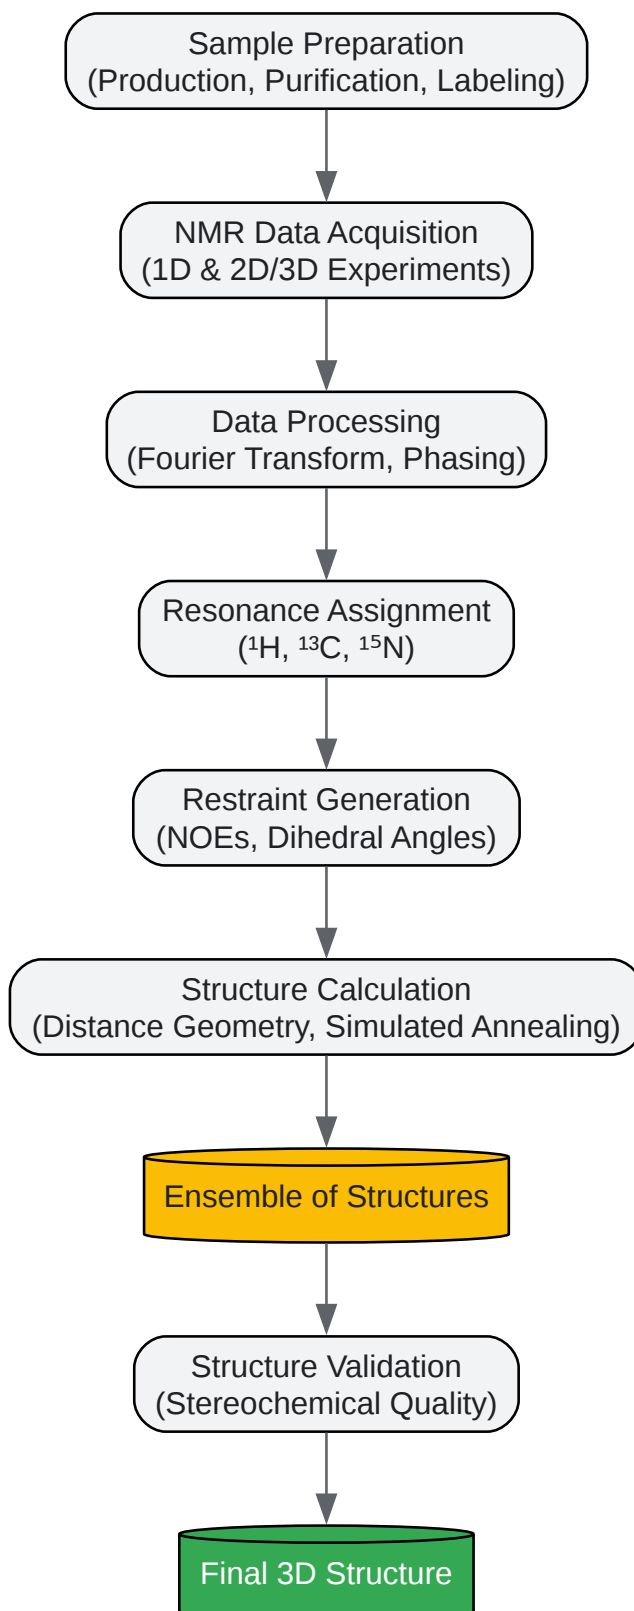 Sample Preparation
(Production, Purification, Labeling)
NMR Data Acquisition
(1D & 2D/3D Experiments)
Data Processing
(Fourier Transform, Phasing)
Resonance Assignment
(¹H, ¹³C, ¹⁵N)
Restraint Generation
(NOEs, Dihedral Angles)
Structure Calculation
(Distance Geometry, Simulated Annealing)
Ensemble of Structures
Structure Validation
(Stereochemical Quality)
Final 3D Structure